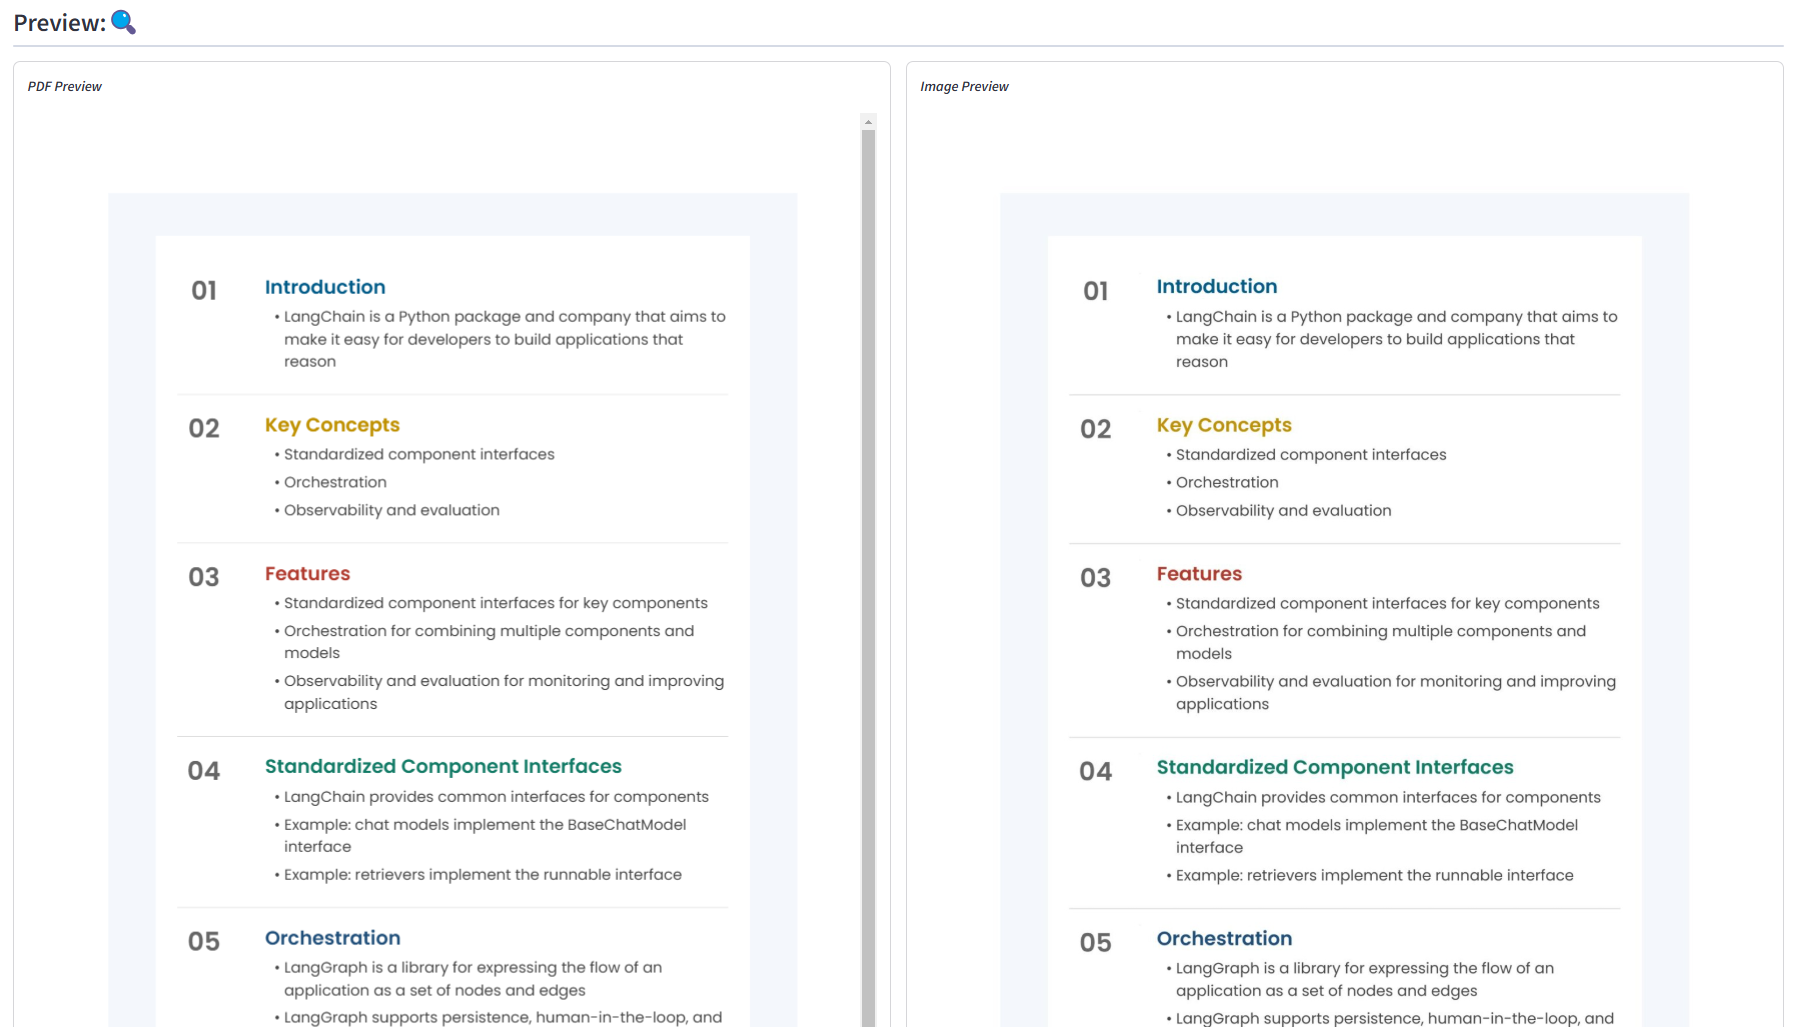 Preview:
PDF Preview
01
Introduction
• LangChain is a Python package and company that aims to
make it easy for developers to build applications that
reason
02
Key Concepts
• Standardized component interfaces
• Orchestration
• Observability and evaluation
03
Features
• Standardized component interfaces for key components
• Orchestration for combining multiple components and
models
• Observability and evaluation for monitoring and improving
applications
04
Standardized Component Interfaces
• LangChain provides common interfaces for components
• Example: chat models implement the BaseChatModel
interface
• Example: retrievers implement the runnable interface
05
Orchestration
• LangGraph is a library for expressing the flow of an
application as a set of nodes and edges
• LangGraph supports persistence, human-in-the-loop, and
Image Preview
01
Introduction
• LangChain is a Python package and company that aims to
make it easy for developers to build applications that
reason
02
Key Concepts
• Standardized component interfaces
• Orchestration
• Observability and evaluation
03
Features
• Standardized component interfaces for key components
• Orchestration for combining multiple components and
models
• Observability and evaluation for monitoring and improving
applications
04
Standardized Component Interfaces
• LangChain provides common interfaces for components
• Example: chat models implement the BaseChatModel
interface
• Example: retrievers implement the runnable interface
05
Orchestration
• LangGraph is a library for expressing the flow of an
application as a set of nodes and edges
• LangGraph supports persistence, human-in-the-loop, and